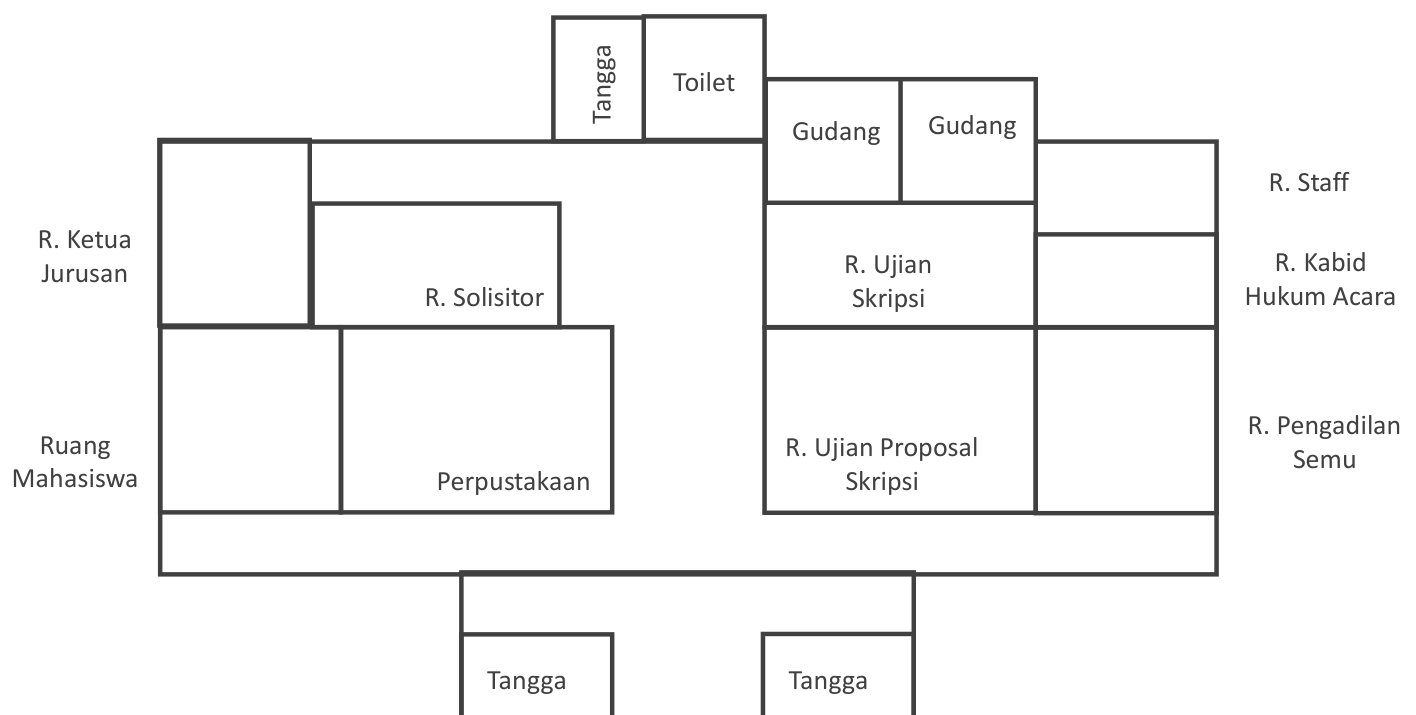 Tangga
Toilet
Gudang
Gudang
R. Staff
R. Ketua
Jurusan
R. Solisitor
R. Ujian
Skripsi
R. Kabid
Hukum Acara
Ruang
Mahasiswa
Perpustakaan
R. Ujian Proposal
Skripsi
R. Pengadilan
Semu
Tangga
Tangga